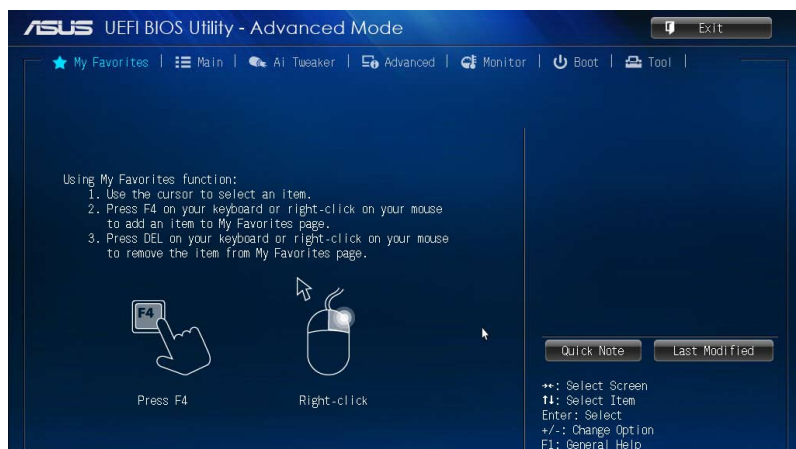 ASUS UEFI BIOS Utility - Advanced Mode
Exit
My Favorites | Main | Ai Tweaker | Advanced | Monitor | Boot | Tool |
Using My Favorites function:
1. Use the cursor to select an item.
2. Press F4 on your keyboard or right-click on your mouse
to add an item to My Favorites page.
3. Press DEL on your keyboard or right-click on your mouse
to remove the item from My Favorites page.
F4
Press F4
Right-click
Quick Note
Last Modified
→←: Select Screen
↑↓: Select Item
Enter: Select
+/-: Change Option
F1: General Help